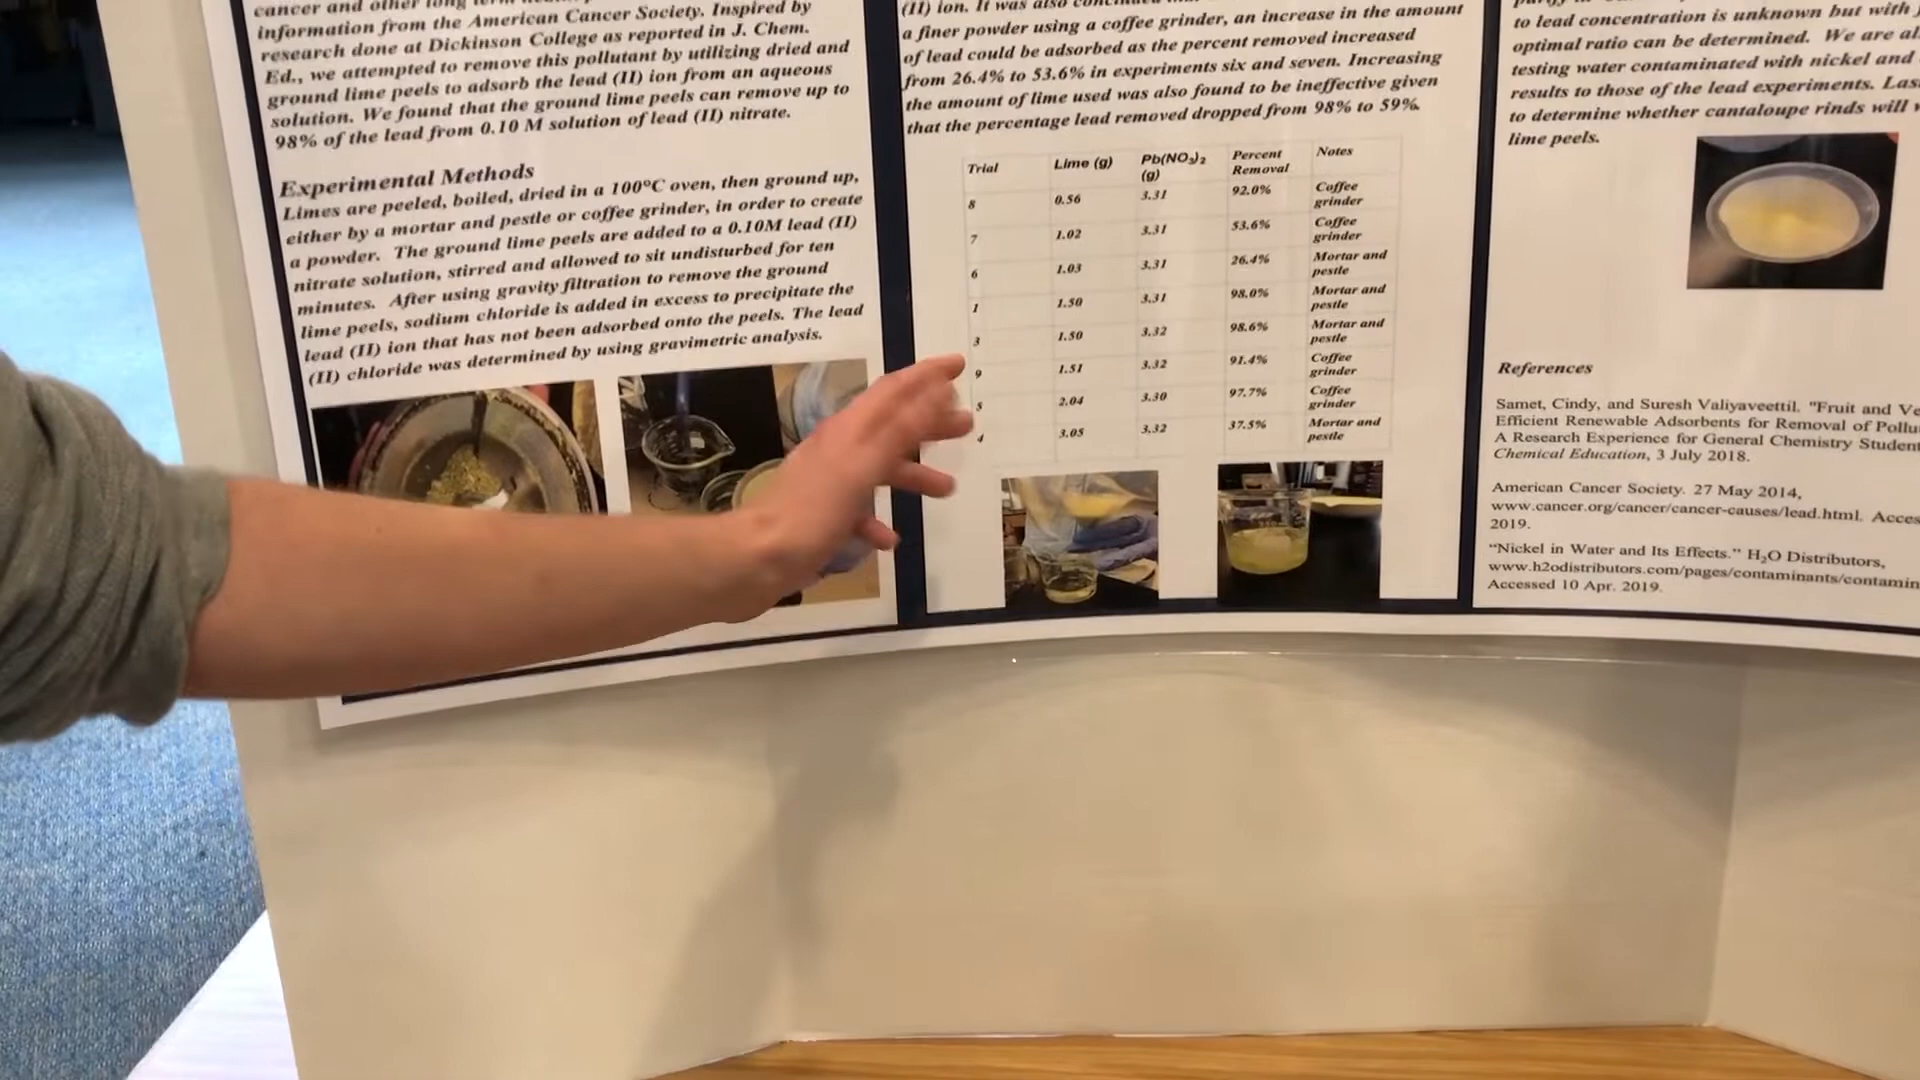 cancer and other long term
information from the American Cancer Society. Inspired by
research done at Dickinson College as reported in J. Chem.
Ed., we attempted to remove this pollutant by utilizing dried and
ground lime peels to adsorb the lead (II) ion from an aqueous
solution. We found that the ground lime peels can remove up to
98% of the lead from 0.10 M solution of lead (II) nitrate.
Experimental Methods
Limes are peeled, boiled, dried in a 100°C oven, then ground up,
either by a mortar and pestle or coffee grinder, in order to create
a powder. The ground lime peels are added to a 0.10M lead (II)
nitrate solution, stirred and allowed to sit undisturbed for ten
minutes. After using gravity filtration to remove the ground
lime peels, sodium chloride is added in excess to precipitate the
lead (II) ion that has not been adsorbed onto the peels. The lead
(II) chloride was determined by using gravimetric analysis.
(II) ion. It was also concluded
a finer powder using a coffee grinder, an increase in the amount
of lead could be adsorbed as the percent removed increased
from 26.4% to 53.6% in experiments six and seven. Increasing
the amount of lime used was also found to be ineffective given
that the percentage lead removed dropped from 98% to 59%.
Trial Lime (g) Pb(NO₃)₂ (g) Percent Removal Notes
8 0.56 3.31 92.0% Coffee grinder
7 1.02 3.31 53.6% Coffee grinder
6 1.03 3.31 26.4% Mortar and pestle
1 1.50 3.31 98.0% Mortar and pestle
3 1.50 3.32 98.6% Mortar and pestle
9 1.51 3.32 91.4% Coffee grinder
5 2.04 3.30 97.7% Coffee grinder
4 3.05 3.32 37.5% Mortar and pestle
to lead concentration is unknown but with
optimal ratio can be determined. We are al
testing water contaminated with nickel and
results to those of the lead experiments. Las
to determine whether cantaloupe rinds will
lime peels.
References
Samet, Cindy, and Suresh Valiyaveettil. "Fruit and Ve
Efficient Renewable Adsorbents for Removal of Pollu
A Research Experience for General Chemistry Student
Chemical Education, 3 July 2018.
American Cancer Society. 27 May 2014,
www.cancer.org/cancer/cancer-causes/lead.html. Acces
2019.
“Nickel in Water and Its Effects.” H₂O Distributors,
www.h2odistributors.com/pages/contaminants/contamin
Accessed 10 Apr. 2019.